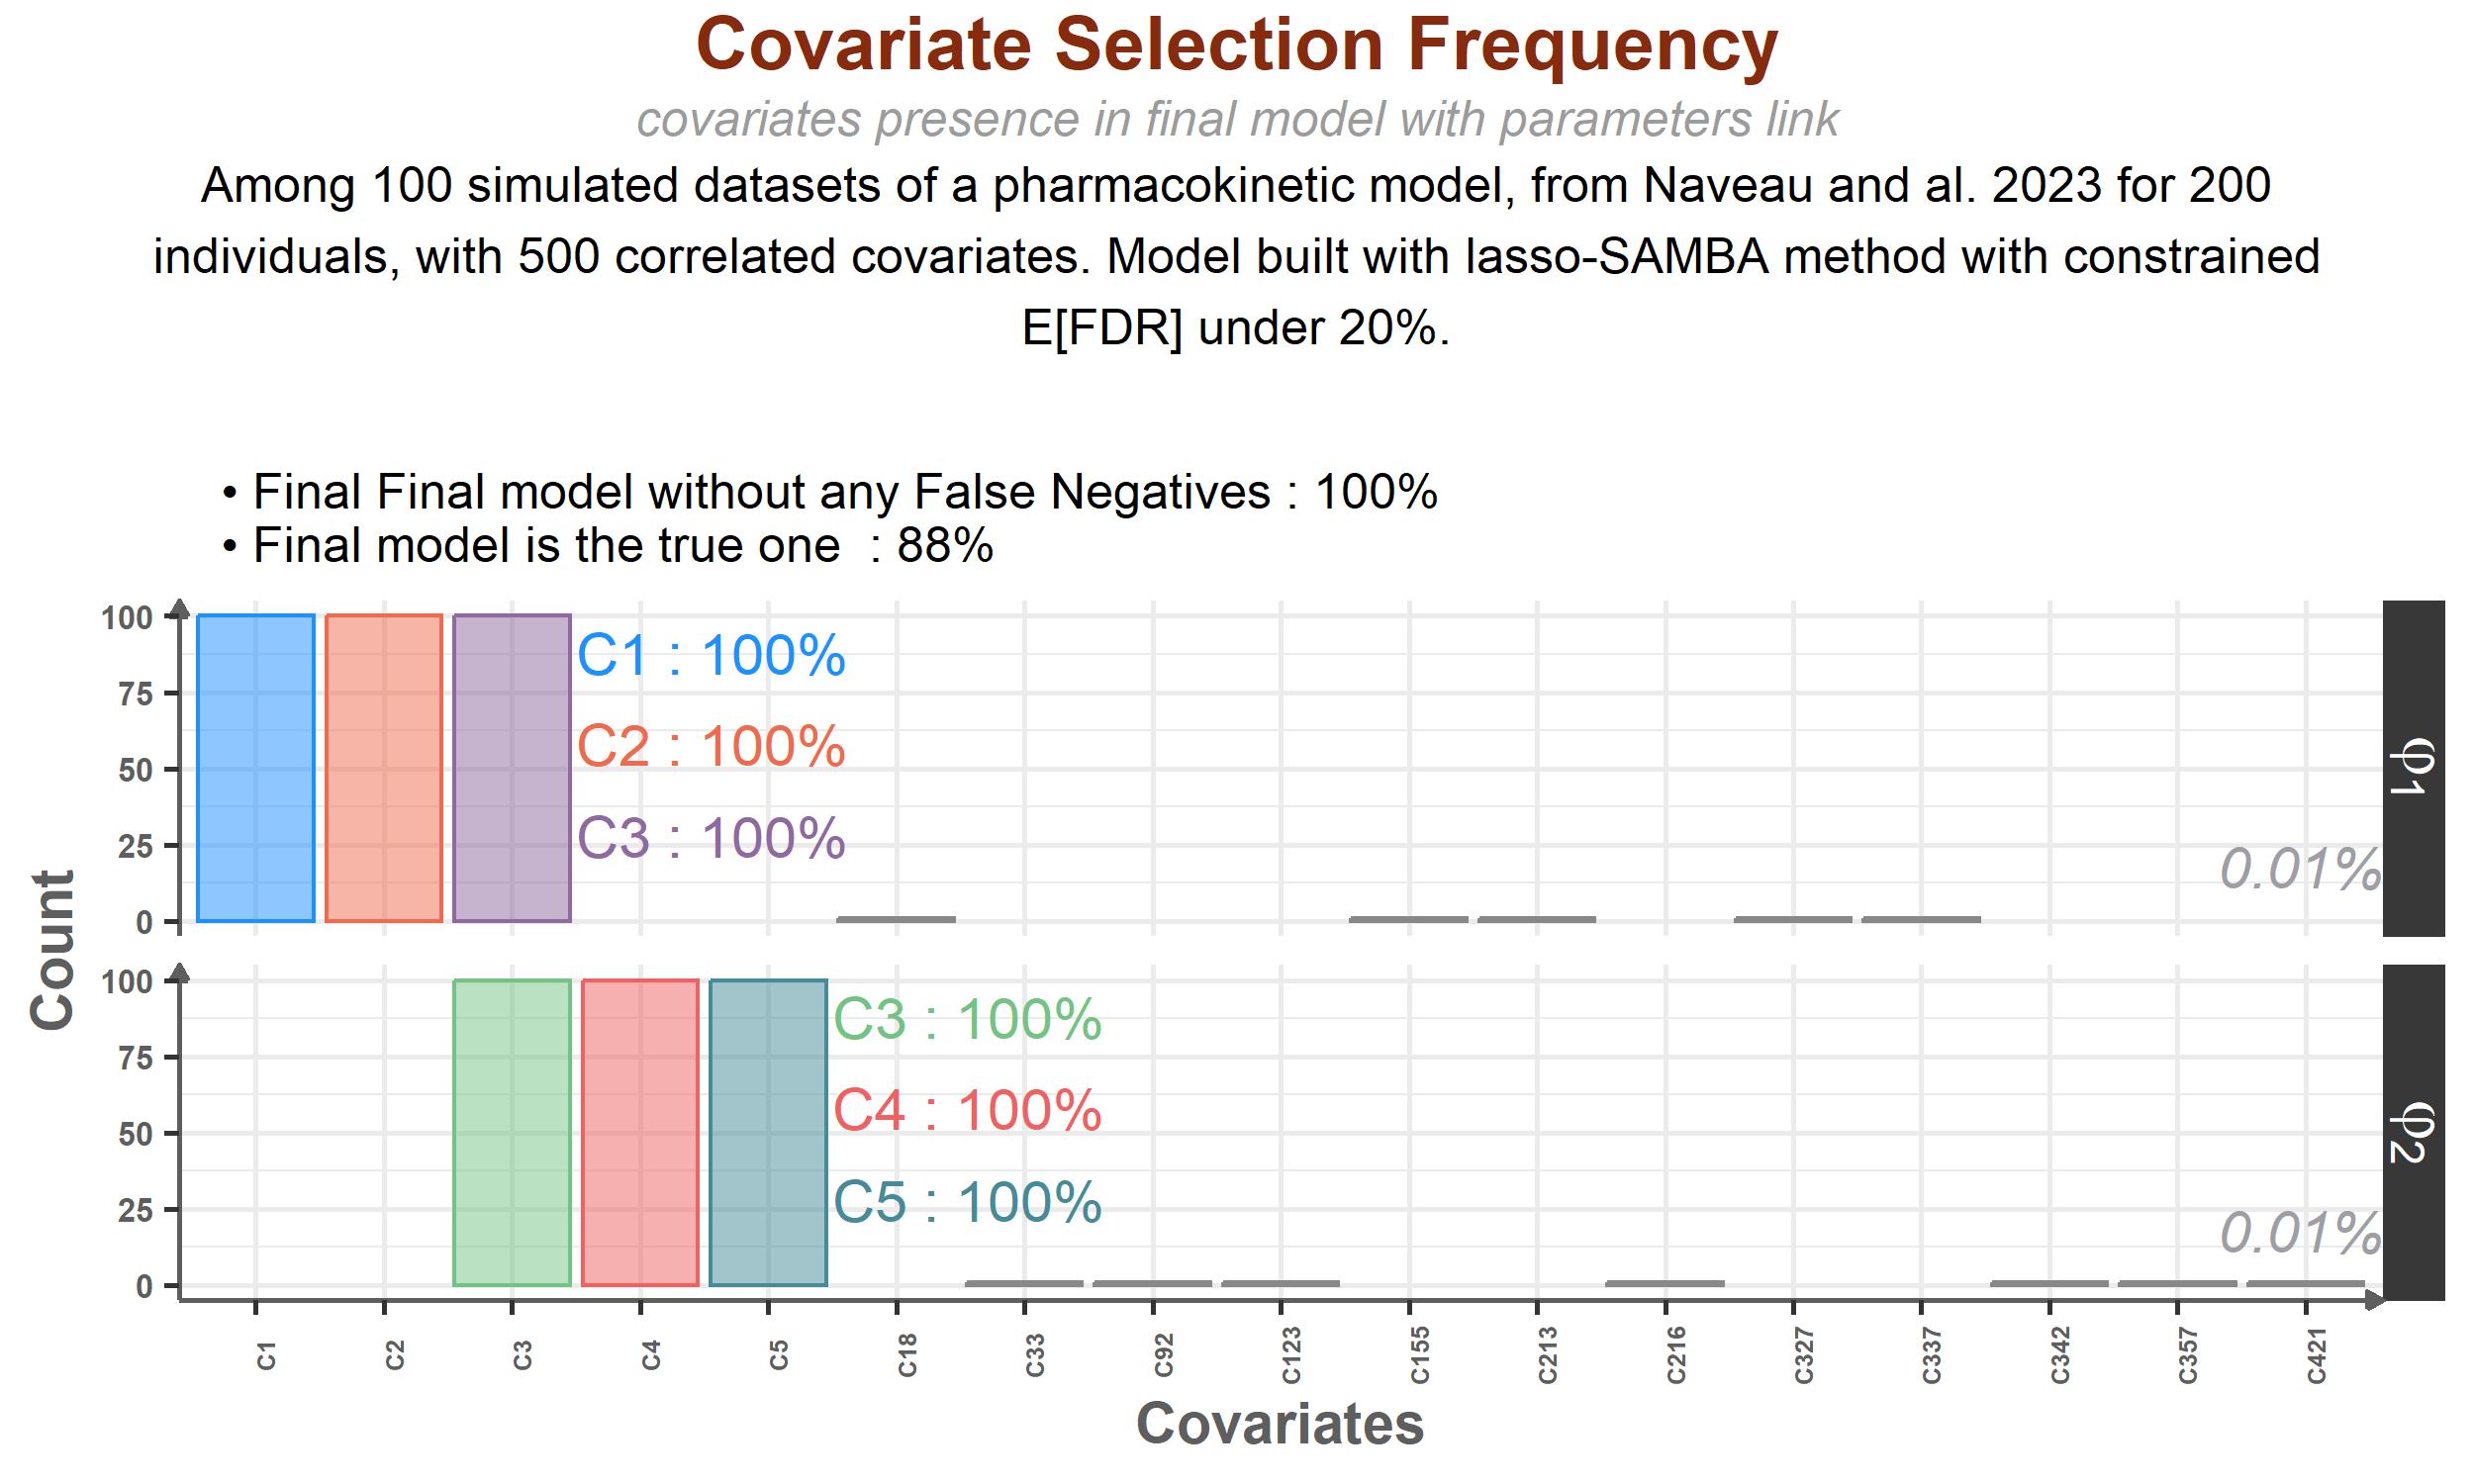 Covariate Selection Frequency
covariates presence in final model with parameters link
Among 100 simulated datasets of a pharmacokinetic model, from Naveau and al. 2023 for 200
individuals, with 500 correlated covariates. Model built with lasso-SAMBA method with constrained
E[FDR] under 20%.
• Final Final model without any False Negatives : 100%
• Final model is the true one  : 88%
Count
100
75
50
25
0
C1 : 100%
C2 : 100%
C3 : 100%
0.01%
φ1
100
75
50
25
0
C3 : 100%
C4 : 100%
C5 : 100%
0.01%
φ2
C1 C2 C3 C4 C5 C18 C33 C92 C123 C155 C213 C216 C327 C337 C342 C357 C421
Covariates